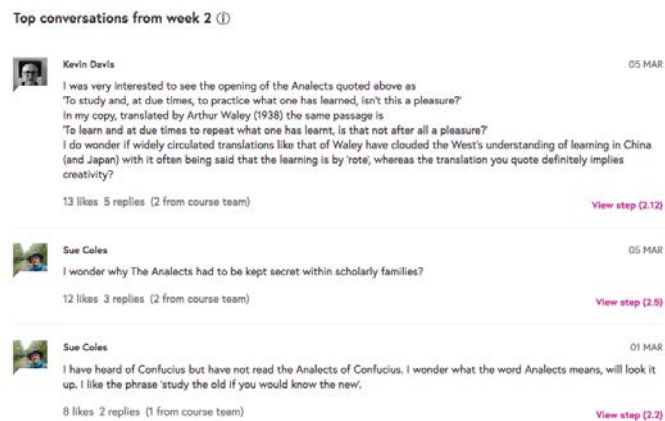 Top conversations from week 2 ⓘ
Kevin Davis
05 MAR
I was very interested to see the opening of the Analects quoted above as
'To study and, at due times, to practice what one has learned, isn't this a pleasure?'
In my copy, translated by Arthur Waley (1938) the same passage is
'To learn and at due times to repeat what one has learnt, is that not after all a pleasure?'
I do wonder if widely circulated translations like that of Waley have clouded the West's understanding of learning in China
(and Japan) with it often being said that the learning is by 'rote', whereas the translation you quote definitely implies
creativity?
13 likes 5 replies (2 from course team)
View step (2.12)
Sue Coles
05 MAR
I wonder why The Analects had to be kept secret within scholarly families?
12 likes 3 replies (2 from course team)
View step (2.5)
Sue Coles
01 MAR
I have heard of Confucius but have not read the Analects of Confucius. I wonder what the word Analects means, will look it
up. I like the phrase 'study the old if you would know the new'.
8 likes 2 replies (1 from course team)
View step (2.2)